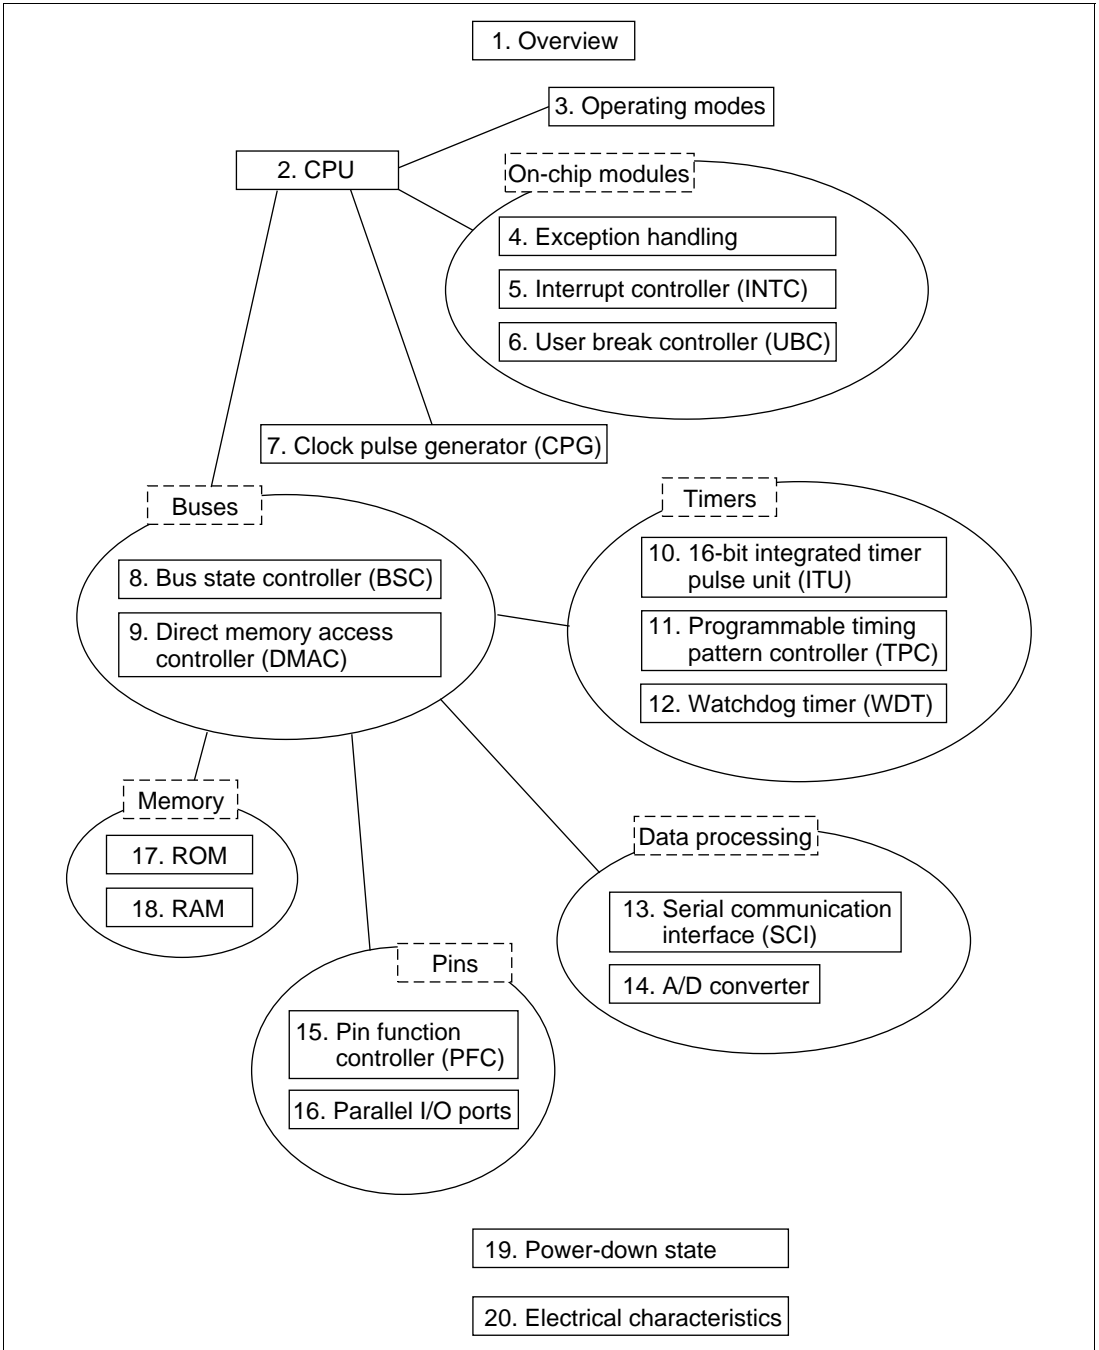 1. Overview
3. Operating modes
2. CPU
On-chip modules
4. Exception handling
5. Interrupt controller (INTC)
6. User break controller (UBC)
7. Clock pulse generator (CPG)
Buses
8. Bus state controller (BSC)
9. Direct memory access
controller (DMAC)
Timers
10. 16-bit integrated timer
pulse unit (ITU)
11. Programmable timing
pattern controller (TPC)
12. Watchdog timer (WDT)
Memory
17. ROM
18. RAM
Data processing
13. Serial communication
interface (SCI)
14. A/D converter
Pins
15. Pin function
controller (PFC)
16. Parallel I/O ports
19. Power-down state
20. Electrical characteristics